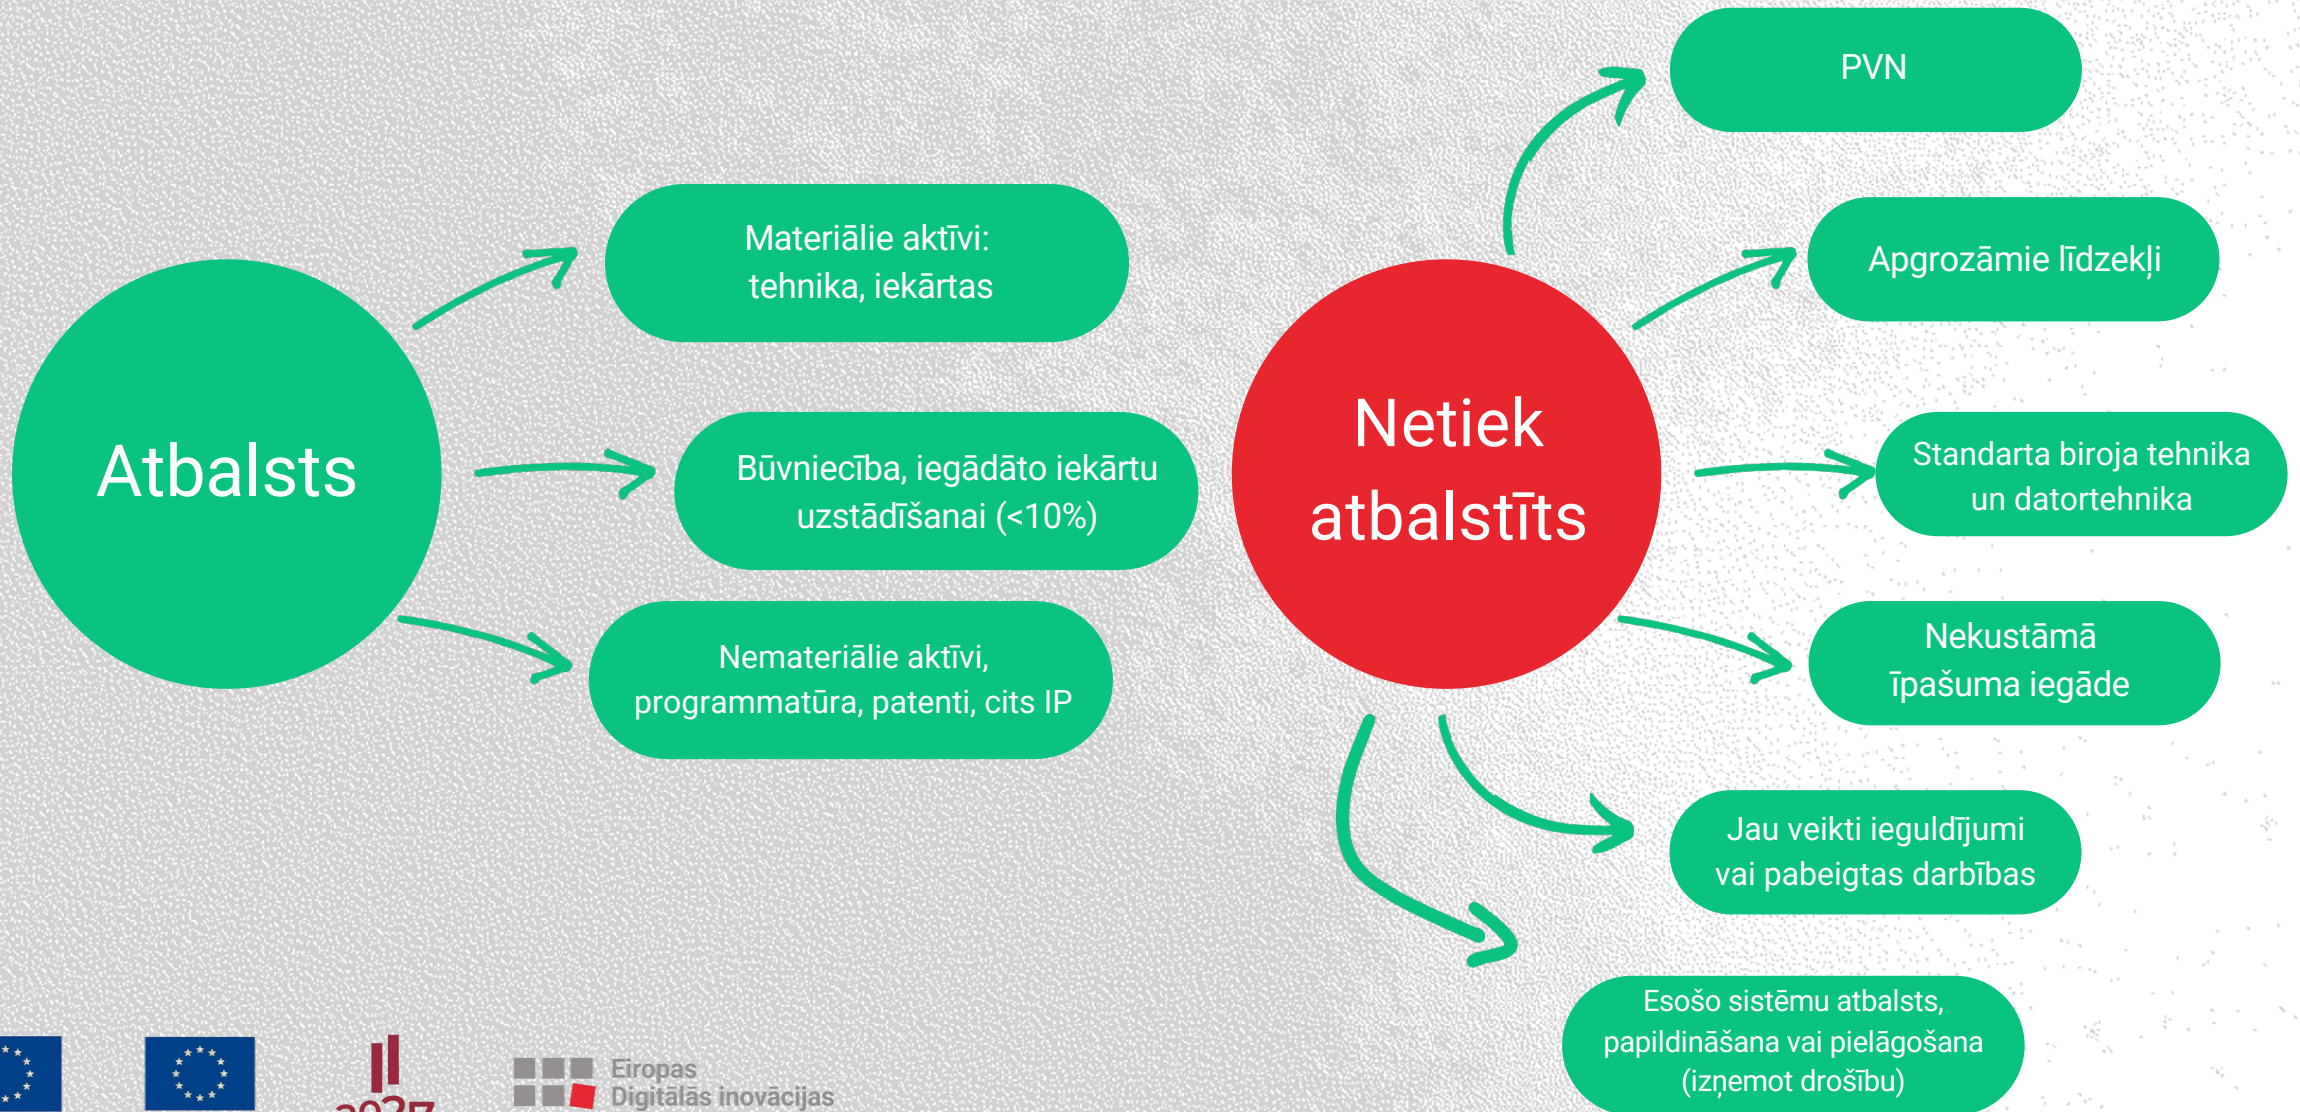 Atbalsts
Materiālie aktīvi:
tehnika, iekārtas
Būvniecība, iegādāto iekārtu
uzstādīšanai (<10%)
Nemateriālie aktīvi,
programmatūra, patenti, cits IP
Netiek
atbalstīts
PVN
Apgrozāmie līdzekļi
Standarta biroja tehnika
un datortehnika
Nekustāmā
īpašuma iegāde
Jau veikti ieguldījumi
vai pabeigtas darbības
Esošo sistēmu atbalsts,
papildināšana vai pielāgošana
(izņemot drošību)
2027
Eiropas
Digitālās inovācijas